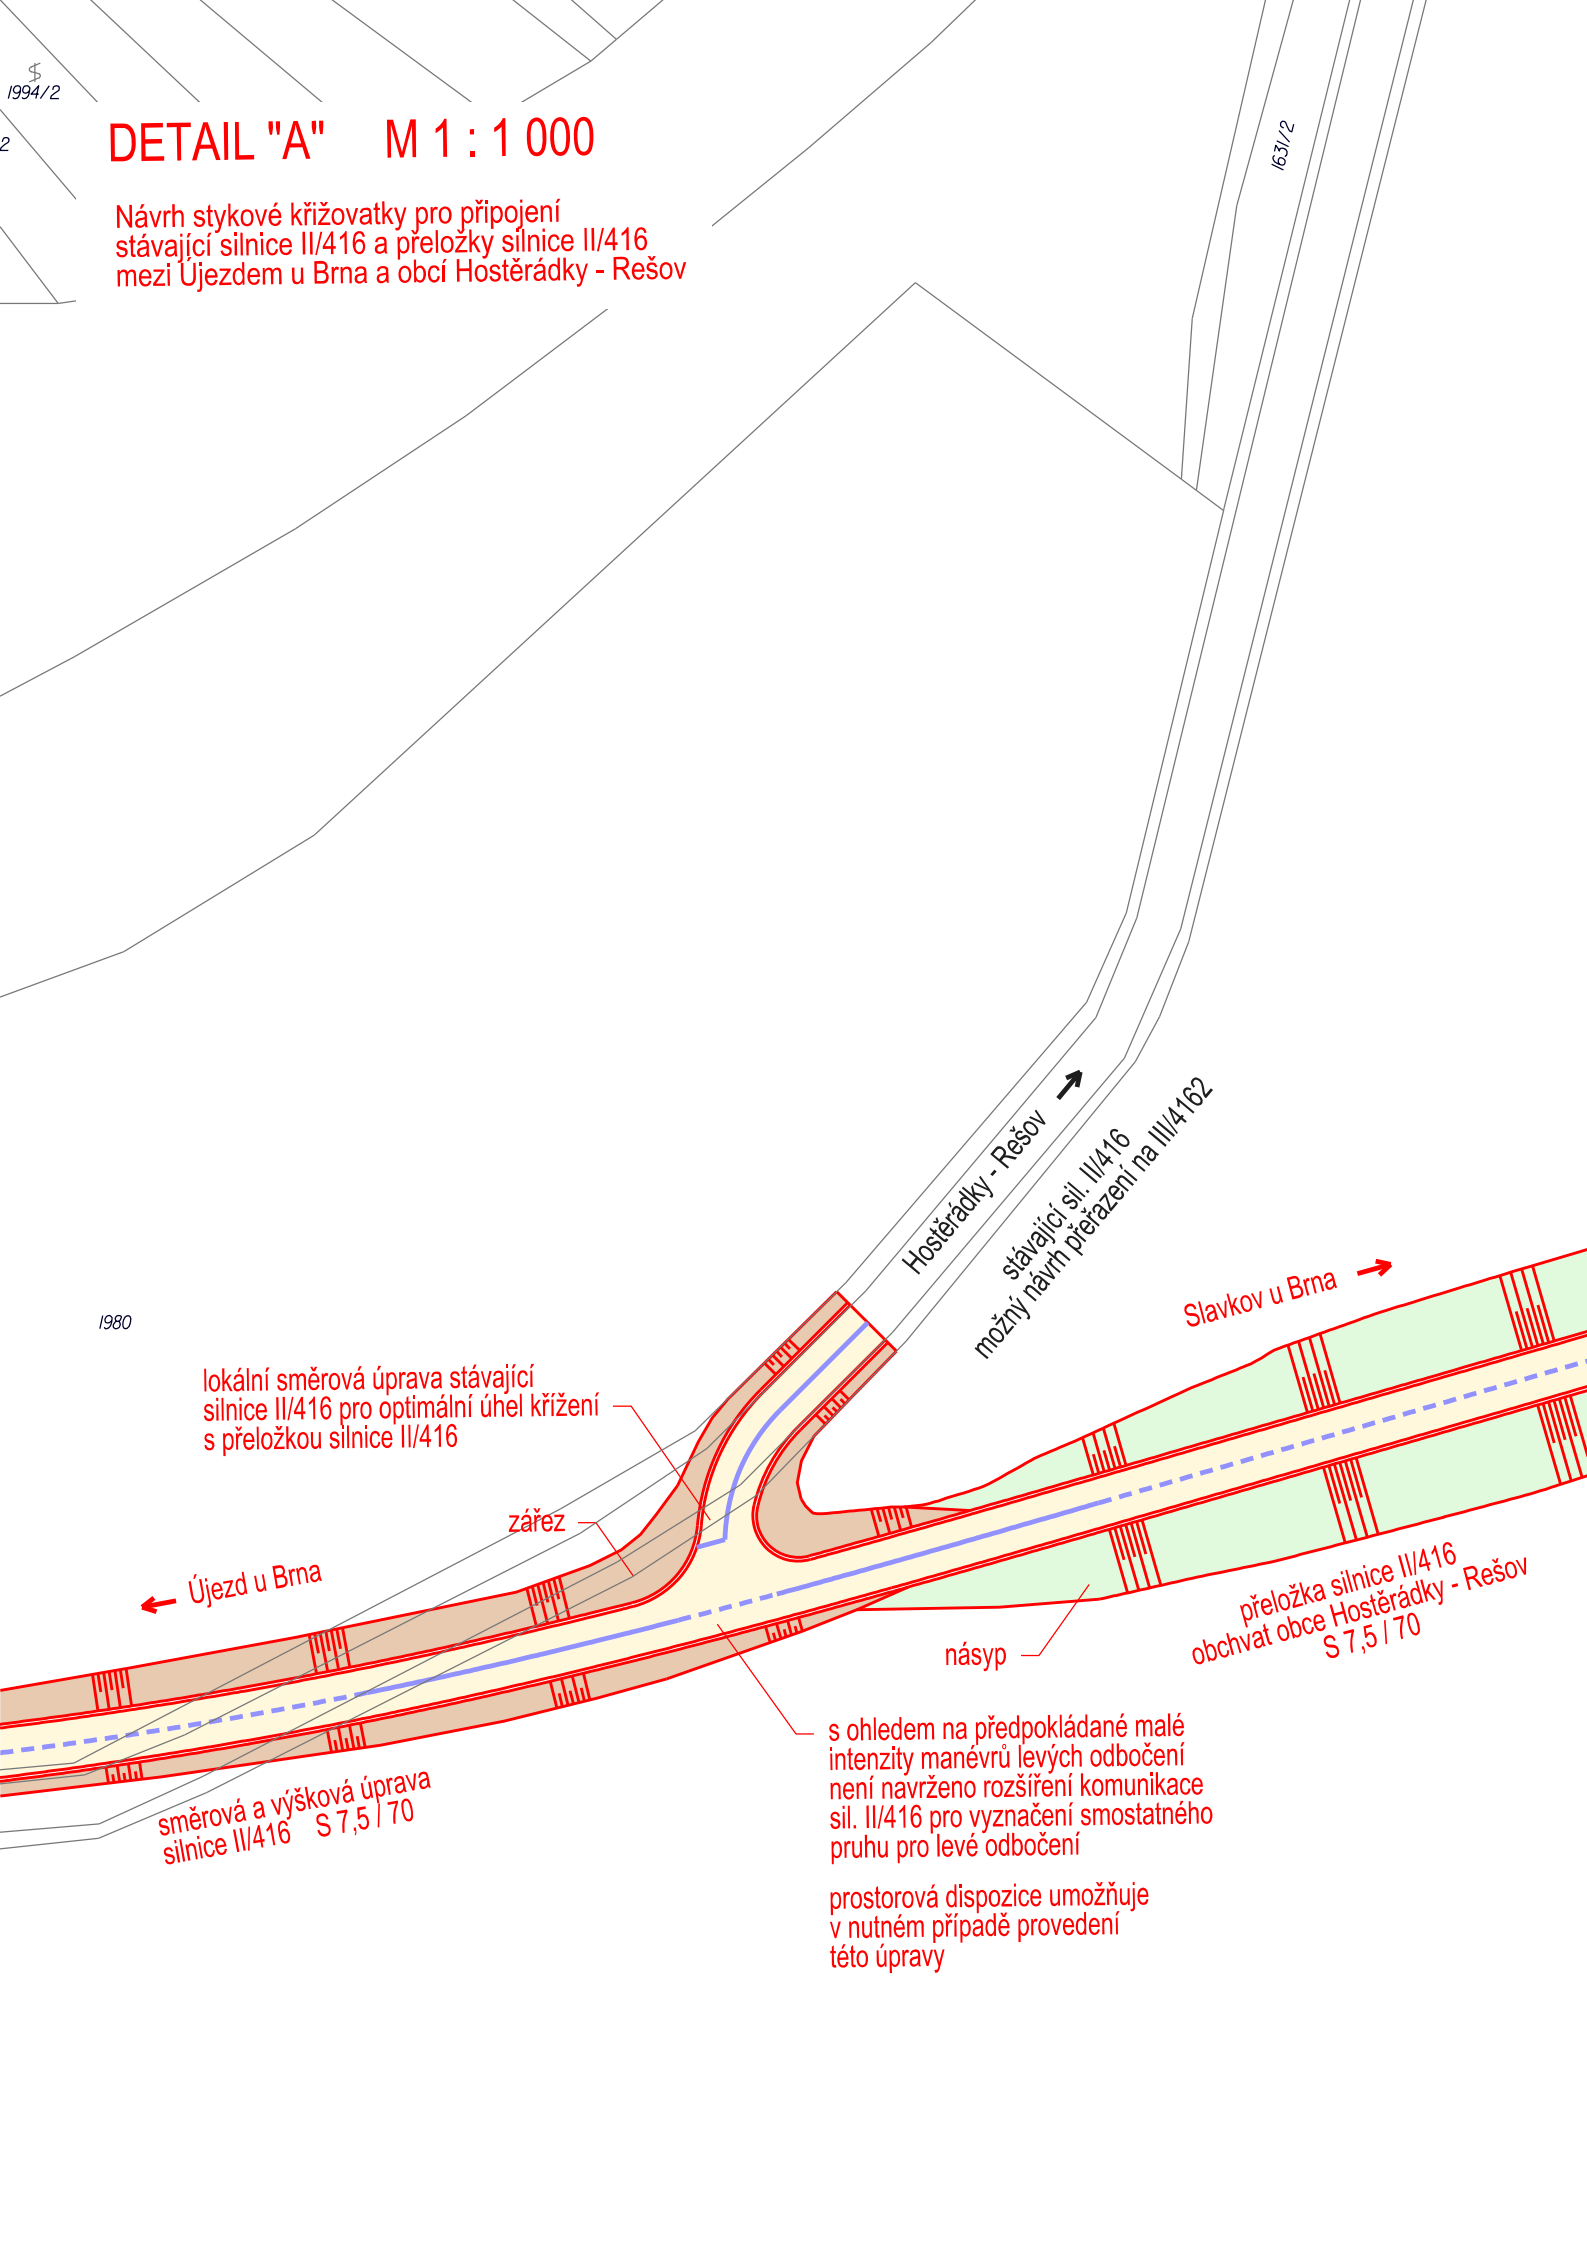 1994/2
2
DETAIL "A" M 1 : 1 000
Návrh stykové křižovatky pro připojení
stávající silnice II/416 a přeložky silnice II/416
mezi Újezdem u Brna a obcí Hostěrádky - Rešov
1631/2
Hostěrádky - Rešov
stávající sil. II/416
možný návrh přeřazení na III/4162
Slavkov u Brna
1980
lokální směrová úprava stávající
silnice II/416 pro optimální úhel křížení
s přeložkou silnice II/416
zářez
Újezd u Brna
přeložka silnice II/416
obchvat obce Hostěrádky - Rešov
S 7,5 / 70
násyp
směrová a výšková úprava
silnice II/416 S 7,5 / 70
s ohledem na předpokládané malé
intenzity manévrů levých odbočení
není navrženo rozšíření komunikace
sil. II/416 pro vyznačení smostatného
pruhu pro levé odbočení
prostorová dispozice umožňuje
v nutném případě provedení
této úpravy